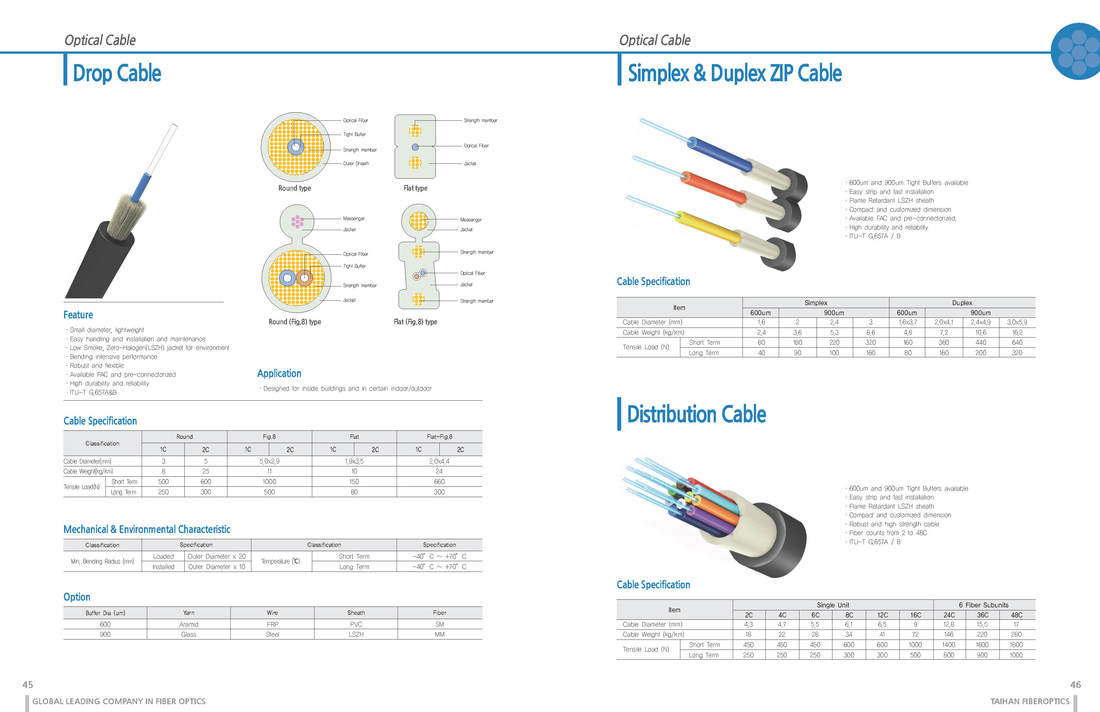 Optical Cable
Drop Cable
Optical Fiber
Tight Buffer
Strength member
Outer Sheath
Round type
Strength member
Optical Fiber
Jacket
Flat type
Messenger
Jacket
Optical Fiber
Tight Buffer
Strength member
Jacket
Round (Fig.8) type
Messenger
Jacket
Strength member
Optical Fiber
Jacket
Strength member
Flat (Fig.8) type
Feature
· Small diameter, lightweight
· Easy handling and installation and maintenance
· Low Smoke, Zero-Halogen(LSZH) jacket for environment
· Bending intensive performance
· Robust and flexible
· Available FAC and pre-connectorized
· High durability and reliability
· ITU-T G.657A&B
Application
· Designed for inside buildings and in certain indoor/outdoor
Cable Specification
Classification Round Fig.8 Flat Flat-Fig.8
1C 2C 1C 2C 1C 2C 1C 2C
Cable Diameter(mm) 3 5 5.0x2.9 1.9x3.5 2.0x4.4
Cable Weight(kg/km) 8 25 11 10 24
Tensile Load(N) Short Term 500 600 1000 150 660
Long Term 250 300 500 80 300
Mechanical & Environmental Characteristic
Classification Specification Classification Specification
Min. Bending Radius (mm) Loaded Outer Diameter x 20 Temperature (℃) Short Term -40° C ~ +70° C
Installed Outer Diameter x 10 Long Term -40° C ~ +70° C
Option
Buffer Dia (um) Yarn Wire Sheath Fiber
600 Aramid FRP PVC SM
900 Glass Steel LSZH MM
45
GLOBAL LEADING COMPANY IN FIBER OPTICS
Optical Cable
Simplex & Duplex ZIP Cable
· 600um and 900um Tight Buffers available
· Easy strip and fast installation
· Flame Retardant LSZH sheath
· Compact and customized dimension
· Available FAC and pre-connectorized.
· High durability and reliability
· ITU-T G.657A / B
Cable Specification
Item Simplex Duplex
600um 900um 600um 900um
Cable Diameter (mm) 1.6 2 2.4 3 1.6x3.7 2.0x4.1 2.4x4.9 3.0x5.9
Cable Weight (kg/km) 2.4 3.6 5.3 8.6 4.8 7.2 10.6 16.2
Tensile Load (N) Short Term 80 180 220 320 160 360 440 640
Long Term 40 90 100 160 80 160 200 320
Distribution Cable
· 600um and 900um Tight Buffers available
· Easy strip and fast installation
· Flame Retardant LSZH sheath
· Compact and customized dimension
· Robust and high strength cable
· Fiber counts from 2 to 48C
· ITU-T G.657A / B
Cable Specification
Item Single Unit 6 Fiber Subunits
2C 4C 6C 8C 12C 16C 24C 36C 48C
Cable Diameter (mm) 4.3 4.7 5.5 6.1 6.5 9 12.8 15.5 17
Cable Weight (kg/km) 18 22 28 34 41 72 146 220 280
Tensile Load (N) Short Term 450 450 450 600 600 1000 1400 1600 1800
Long Term 250 250 250 300 300 500 800 900 1000
46
TAIHAN FIBEROPTICS